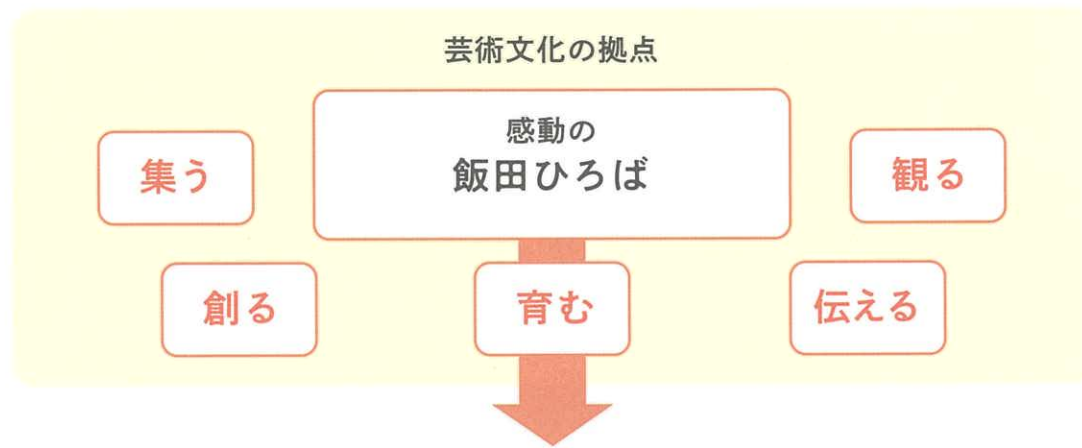 芸術文化の拠点
感動の
飯田ひろば
集う
観る
創る
育む
伝える